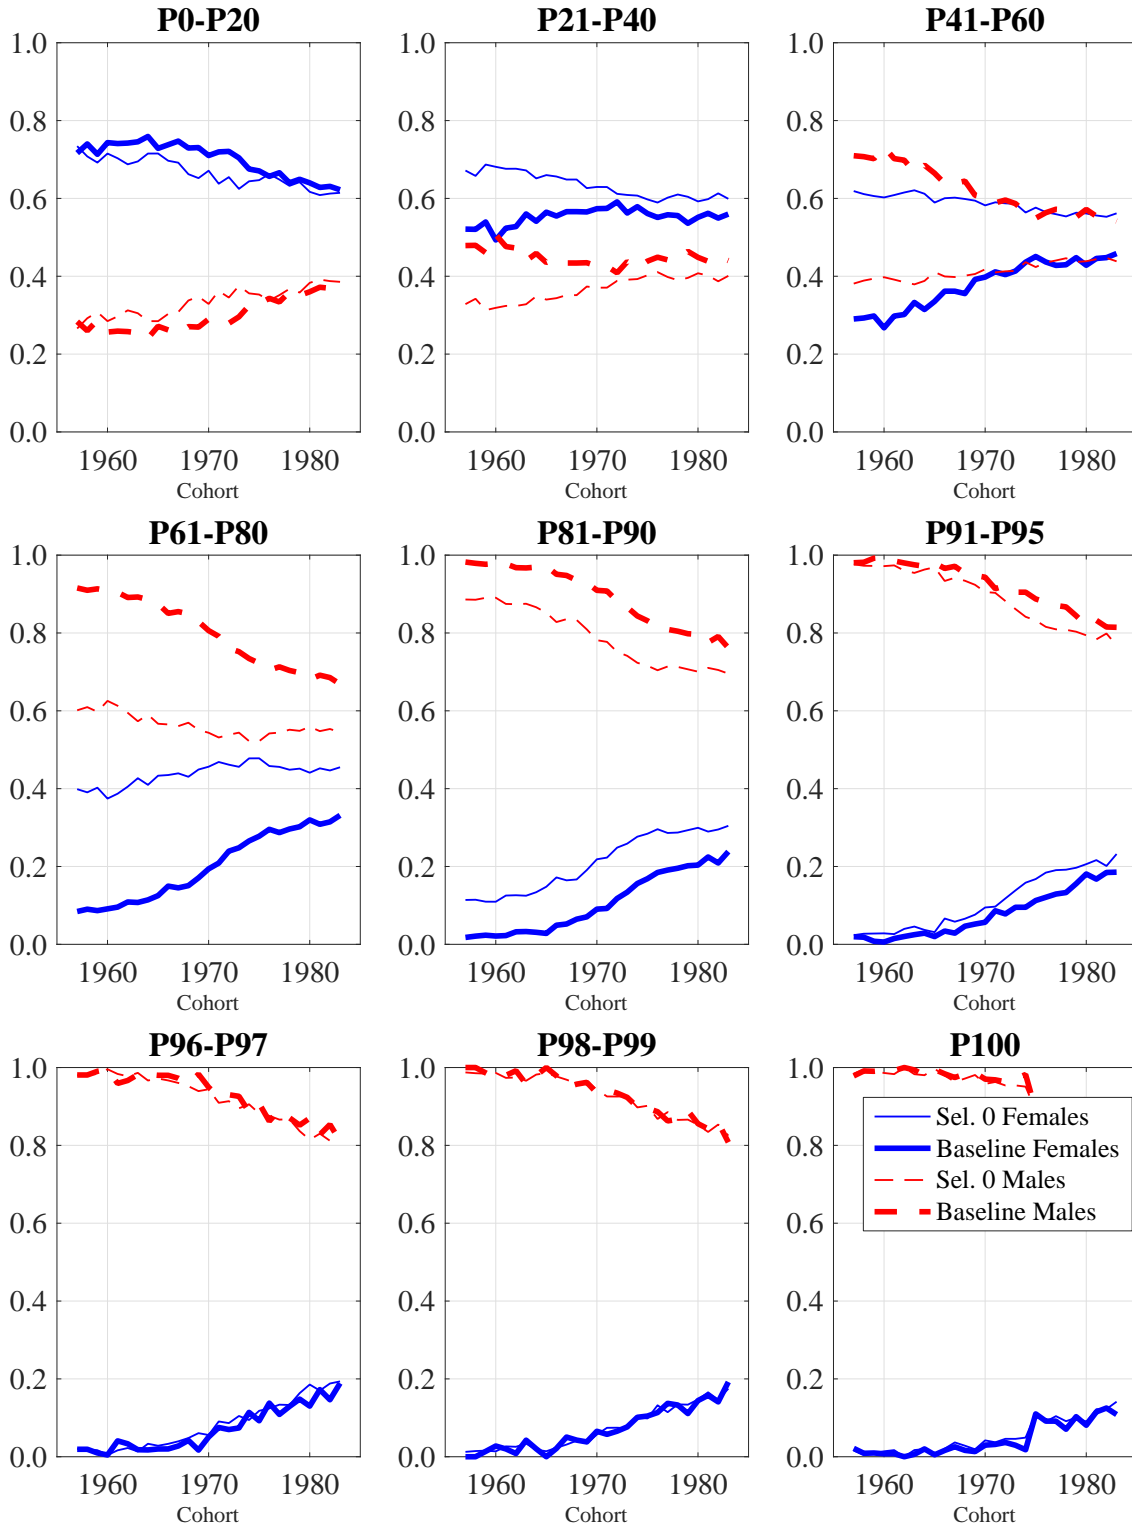 P0-P20 P21-P40 P41-P60
1.0 1.0 1.0
0.8 0.8 0.8
0.6 0.6 0.6
0.4 0.4 0.4
0.2 0.2 0.2
0.0 0.0 0.0
1960 1970 1980 1960 1970 1980 1960 1970 1980
Cohort Cohort Cohort
P61-P80 P81-P90 P91-P95
1.0 1.0 1.0
0.8 0.8 0.8
0.6 0.6 0.6
0.4 0.4 0.4
0.2 0.2 0.2
0.0 0.0 0.0
1960 1970 1980 1960 1970 1980 1960 1970 1980
Cohort Cohort Cohort
P96-P97 P98-P99 P100
1.0 1.0 1.0
0.8 0.8 0.8
0.6 0.6 0.6
0.4 0.4 0.4
0.2 0.2 0.2
0.0 0.0 0.0
Sel. 0 Females
Baseline Females
Sel. 0 Males
Baseline Males
1960 1970 1980 1960 1970 1980 1960 1970 1980
Cohort Cohort Cohort